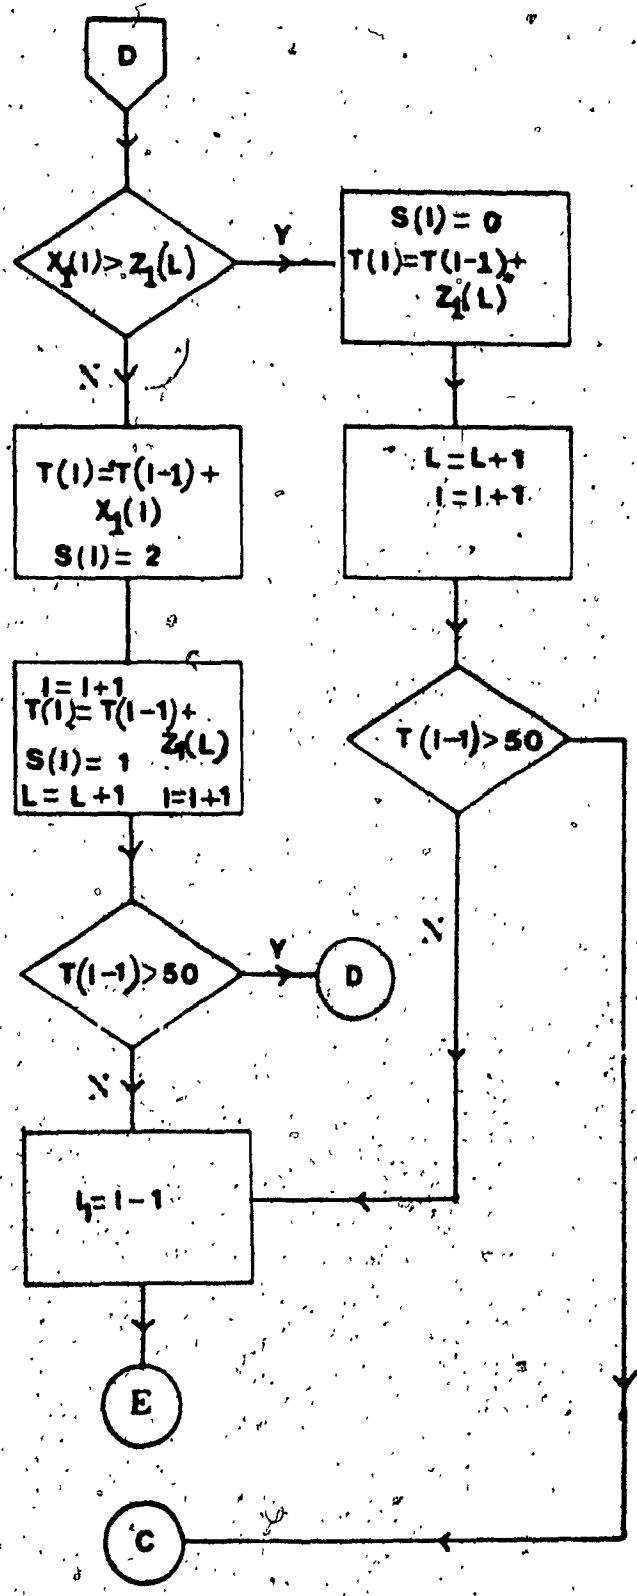 D
X₁(I)>Z₁(L)
Y
S(I)=0
T(I)=T(I-1)+
Z₁(L)
N
T(I)=T(I-1)+
X₁(I)
S(I)=2
L=L+1
I=I+1
I=I+1
T(I)=T(I-1)+
Z₁(L)
S(I)=1
L=L+1 I=I+1
T(I-1)>50
N
T(I-1)>50
Y
D
N
I₁=I-1
E
C